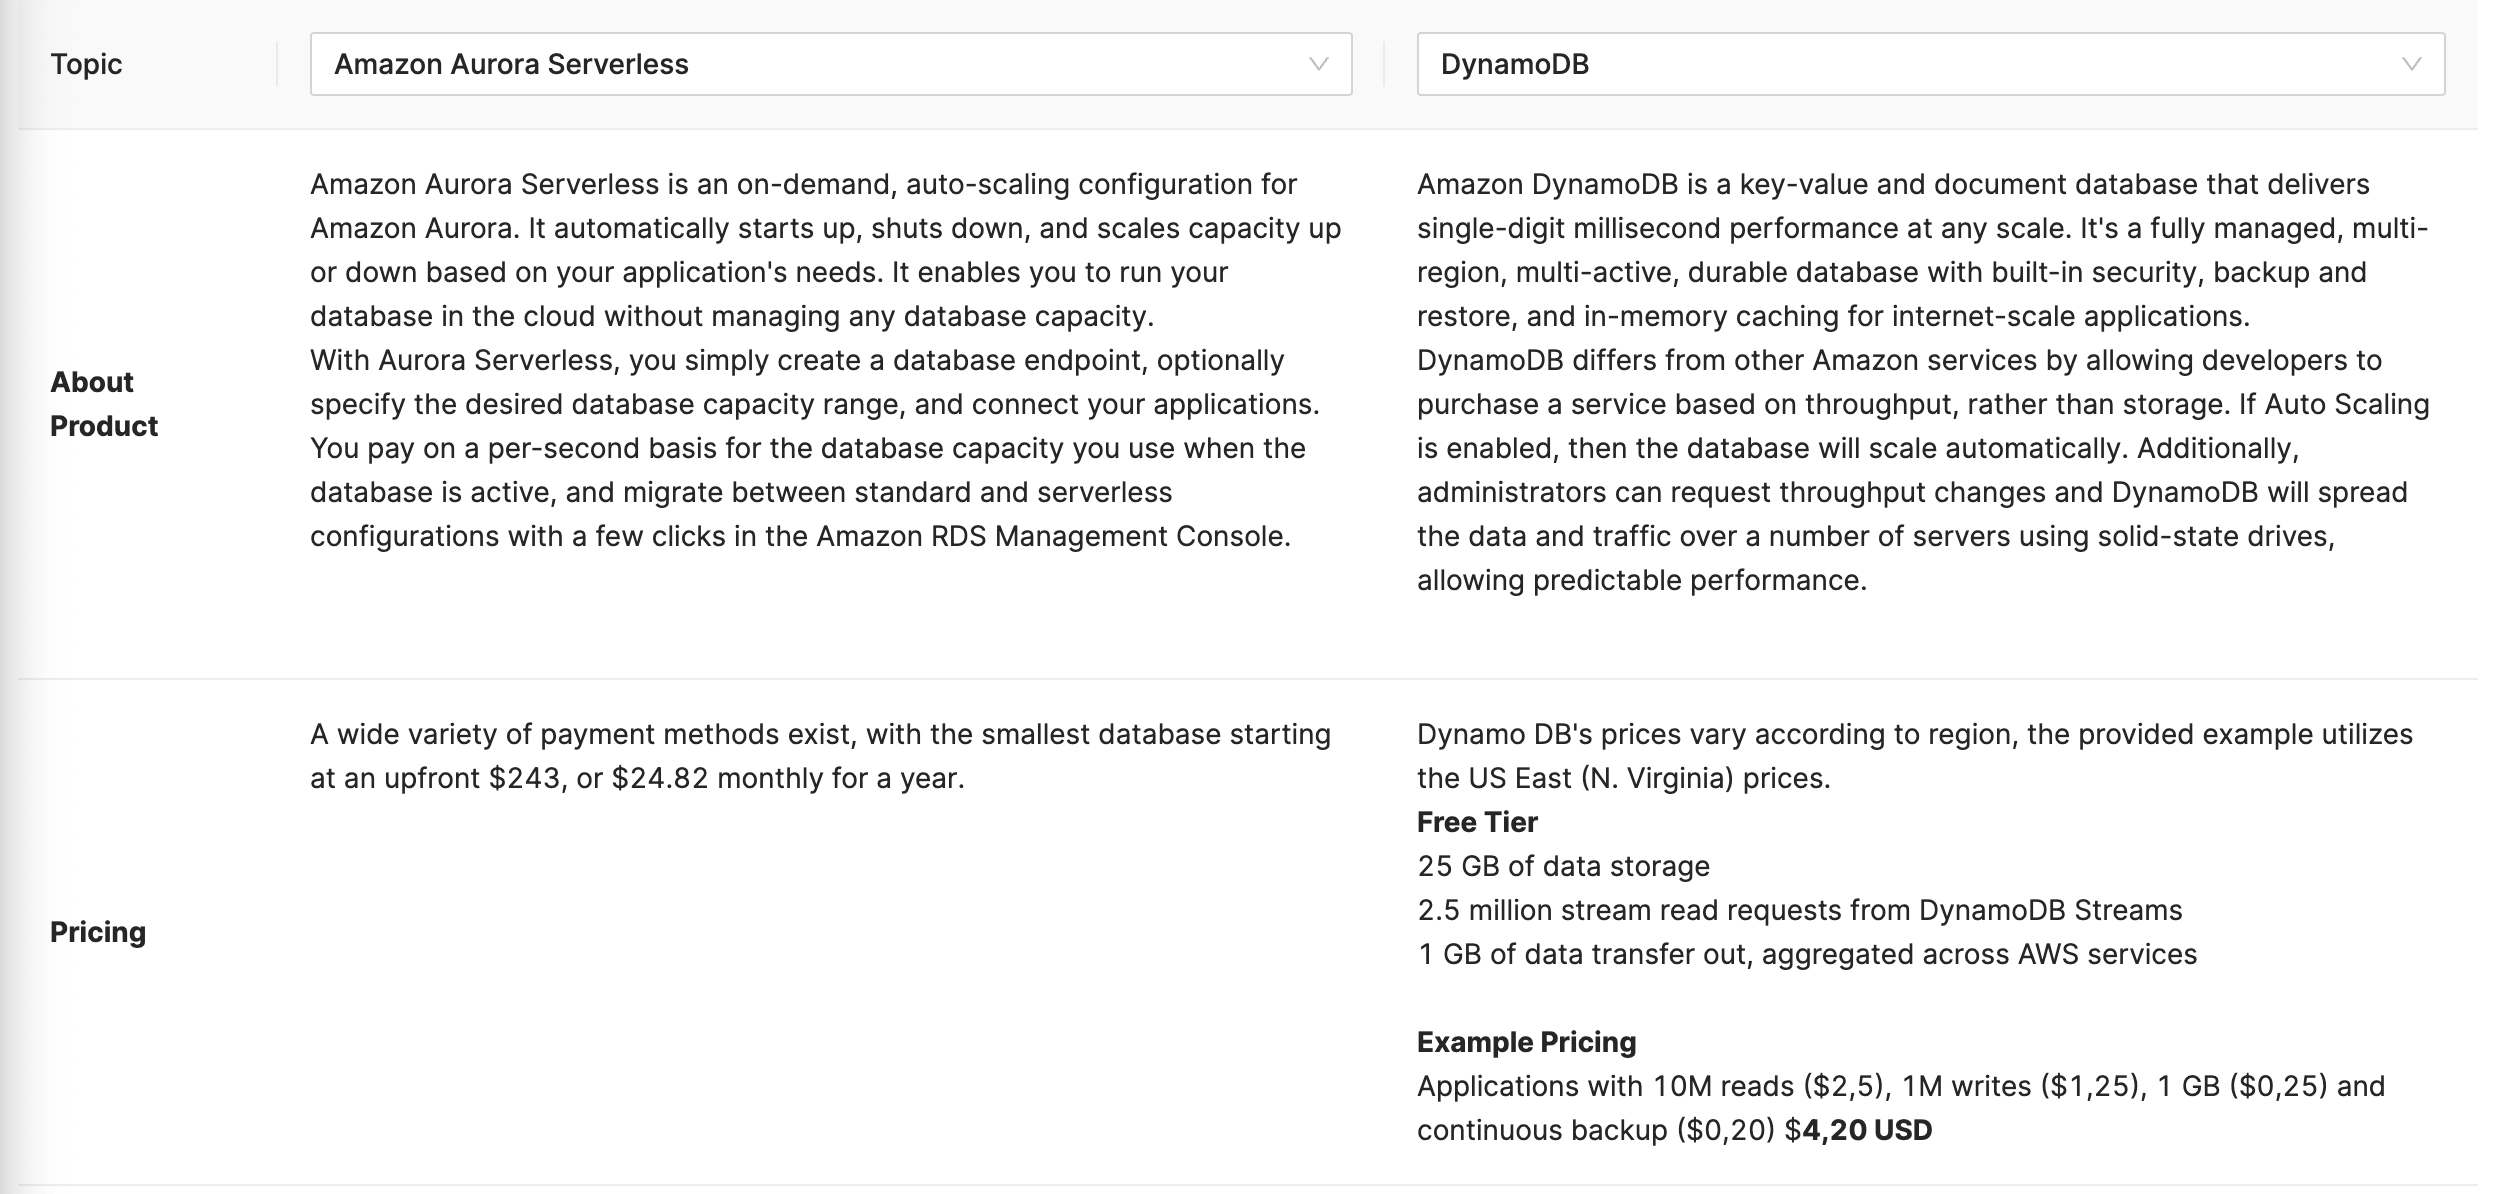 Topic
Amazon Aurora Serverless
DynamoDB
About
Product
Amazon Aurora Serverless is an on-demand, auto-scaling configuration for
Amazon Aurora. It automatically starts up, shuts down, and scales capacity up
or down based on your application's needs. It enables you to run your
database in the cloud without managing any database capacity.
With Aurora Serverless, you simply create a database endpoint, optionally
specify the desired database capacity range, and connect your applications.
You pay on a per-second basis for the database capacity you use when the
database is active, and migrate between standard and serverless
configurations with a few clicks in the Amazon RDS Management Console.
Amazon DynamoDB is a key-value and document database that delivers
single-digit millisecond performance at any scale. It's a fully managed, multi-
region, multi-active, durable database with built-in security, backup and
restore, and in-memory caching for internet-scale applications.
DynamoDB differs from other Amazon services by allowing developers to
purchase a service based on throughput, rather than storage. If Auto Scaling
is enabled, then the database will scale automatically. Additionally,
administrators can request throughput changes and DynamoDB will spread
the data and traffic over a number of servers using solid-state drives,
allowing predictable performance.
Pricing
A wide variety of payment methods exist, with the smallest database starting
at an upfront $243, or $24.82 monthly for a year.
Dynamo DB's prices vary according to region, the provided example utilizes
the US East (N. Virginia) prices.
Free Tier
25 GB of data storage
2.5 million stream read requests from DynamoDB Streams
1 GB of data transfer out, aggregated across AWS services
Example Pricing
Applications with 10M reads ($2,5), 1M writes ($1,25), 1 GB ($0,25) and
continuous backup ($0,20) $4,20 USD